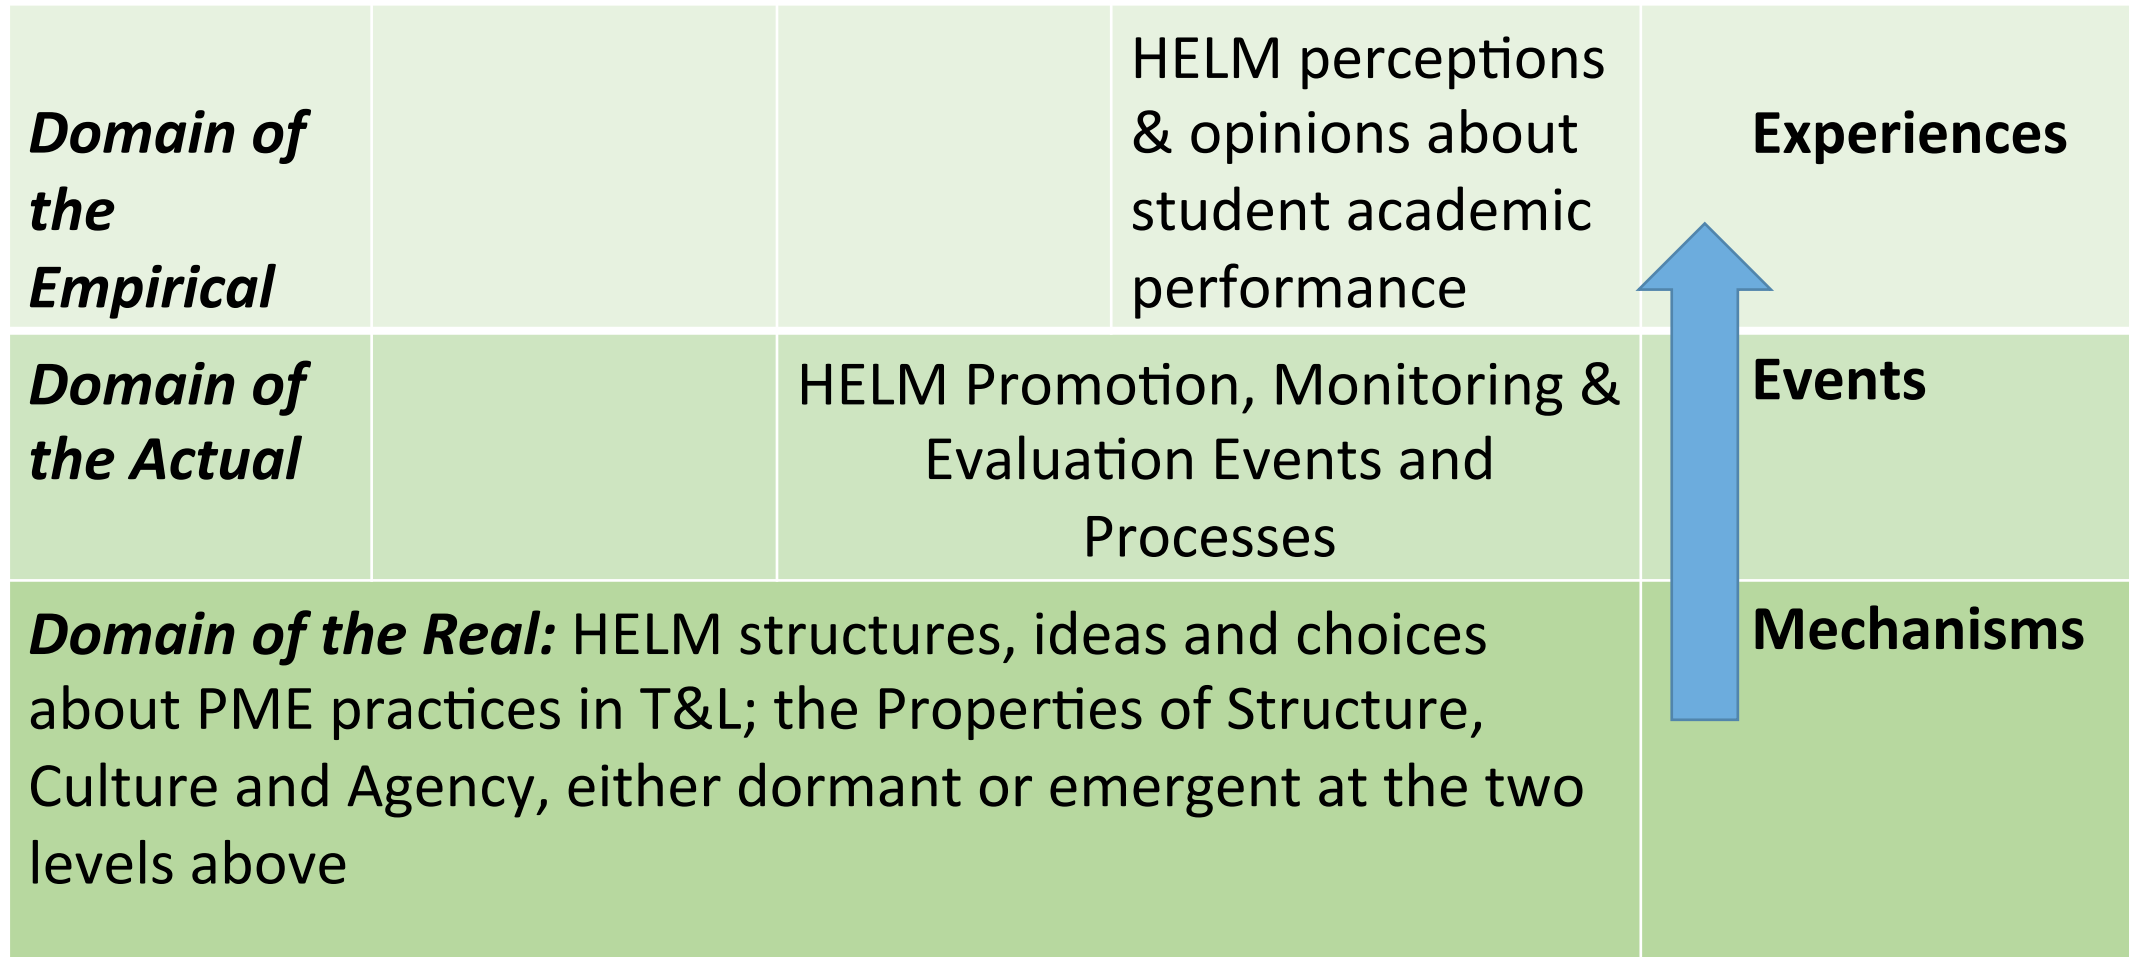 Domain of
the
Empirical
HELM perceptions
& opinions about
student academic
performance
Experiences
Domain of
the Actual
HELM Promotion, Monitoring &
Evaluation Events and
Processes
Events
Domain of the Real: HELM structures, ideas and choices
about PME practices in T&L; the Properties of Structure,
Culture and Agency, either dormant or emergent at the two
levels above
Mechanisms